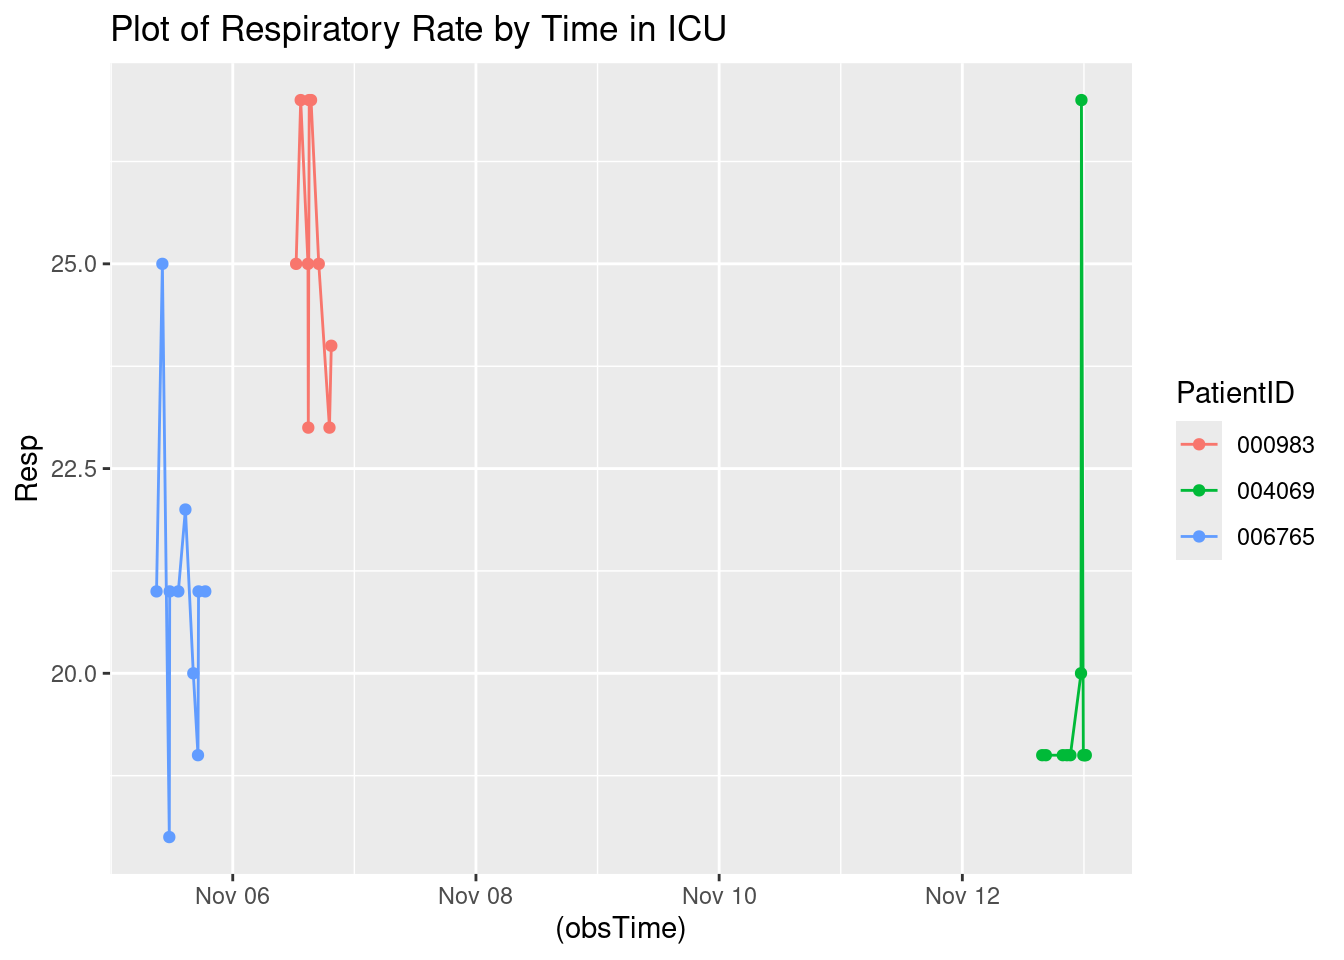 Plot of Respiratory Rate by Time in ICU
25.0
22.5
20.0
Resp
Nov 06 Nov 08 Nov 10 Nov 12
(obsTime)
PatientID
000983
004069
006765